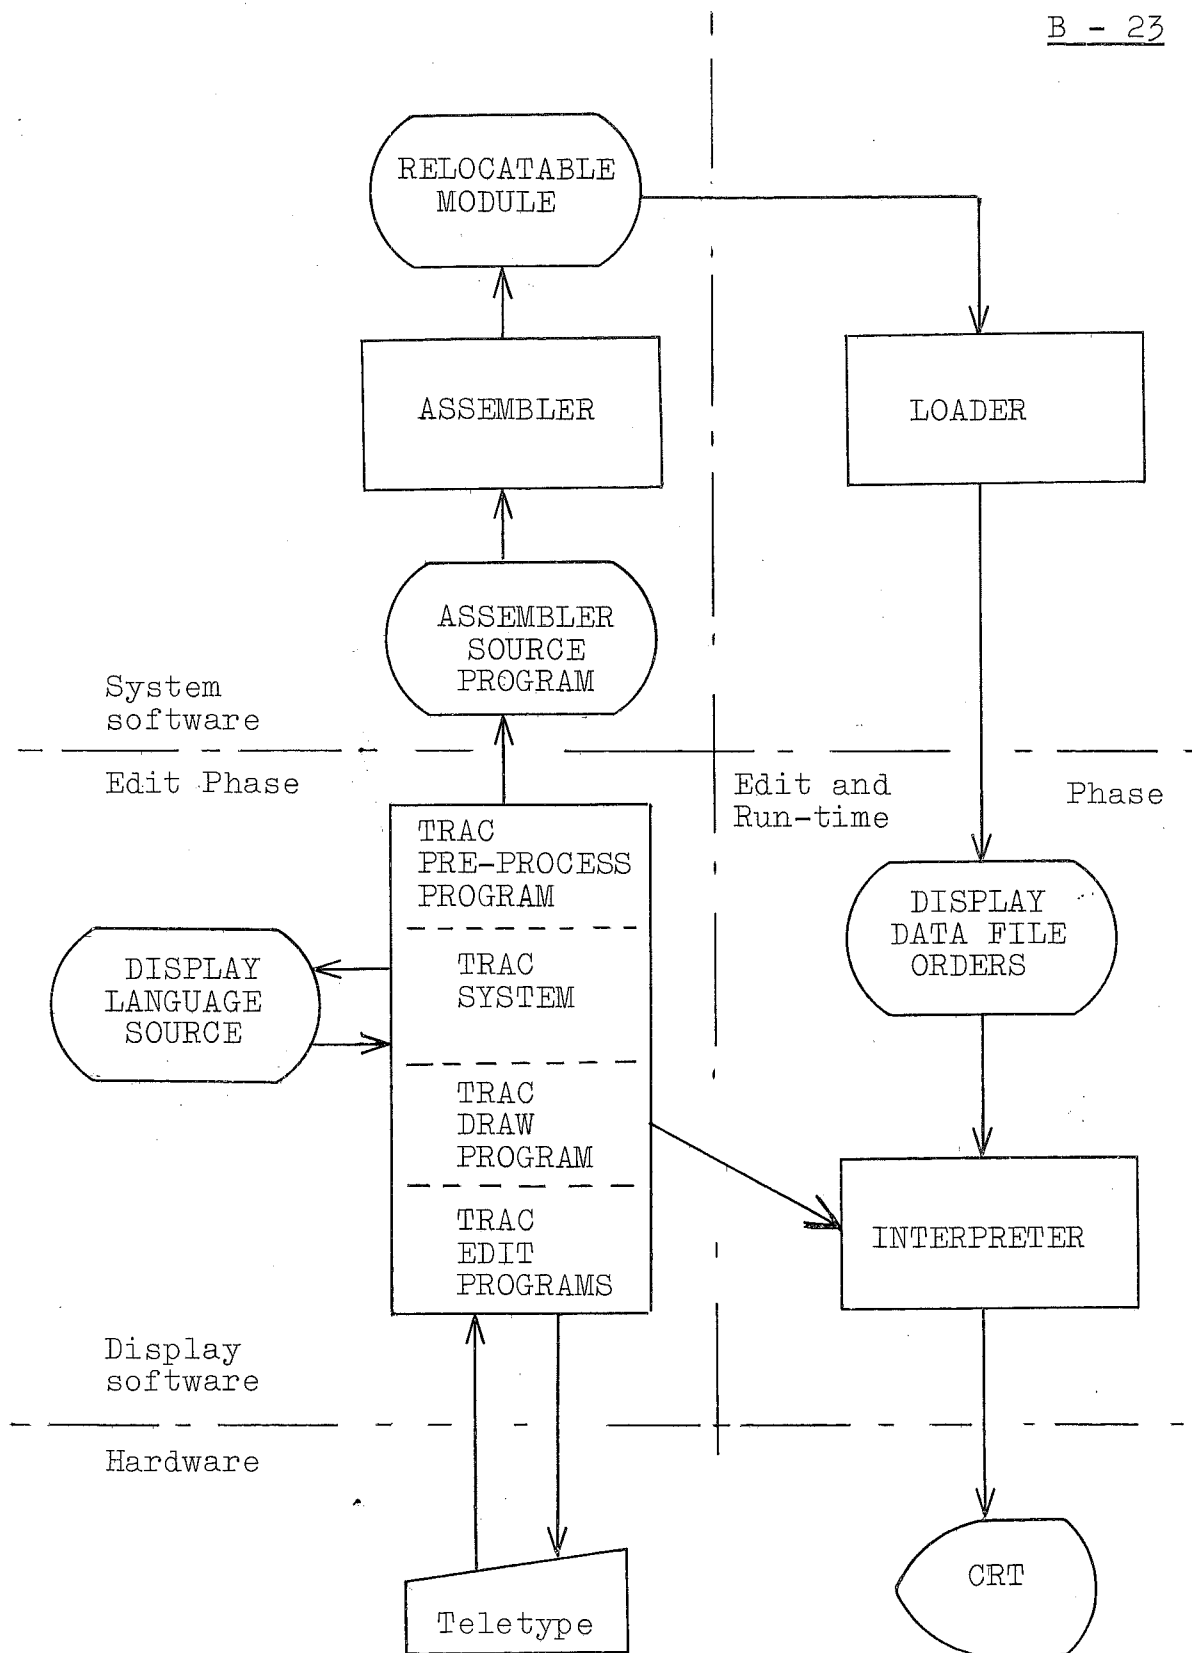 B - 23
RELOCATABLE
MODULE
ASSEMBLER
LOADER
ASSEMBLER
SOURCE
PROGRAM
System
software
Edit Phase
Edit and
Run-time
Phase
TRAC
PRE-PROCESS
PROGRAM
DISPLAY
DATA FILE
ORDERS
DISPLAY
LANGUAGE
SOURCE
TRAC
SYSTEM
TRAC
DRAW
PROGRAM
TRAC
EDIT
PROGRAMS
INTERPRETER
Display
software
Hardware
CRT
Teletype